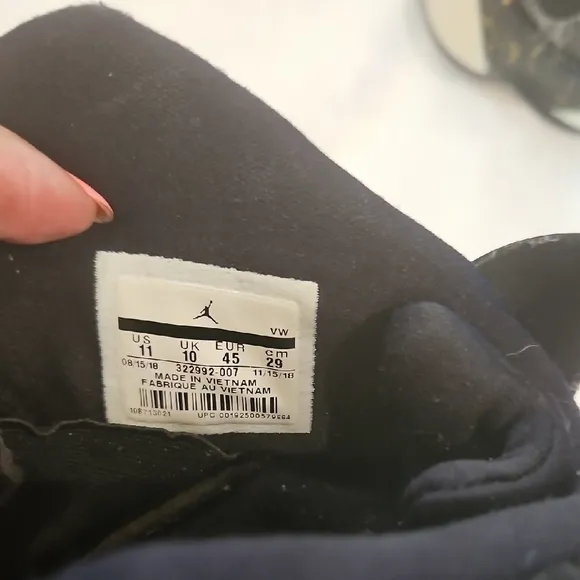 VW
US UK EUR cm
11 10 45 29
08/15/18 322992-007 11/15/18
MADE IN VIETNAM
FABRIQUE AU VIETNAM